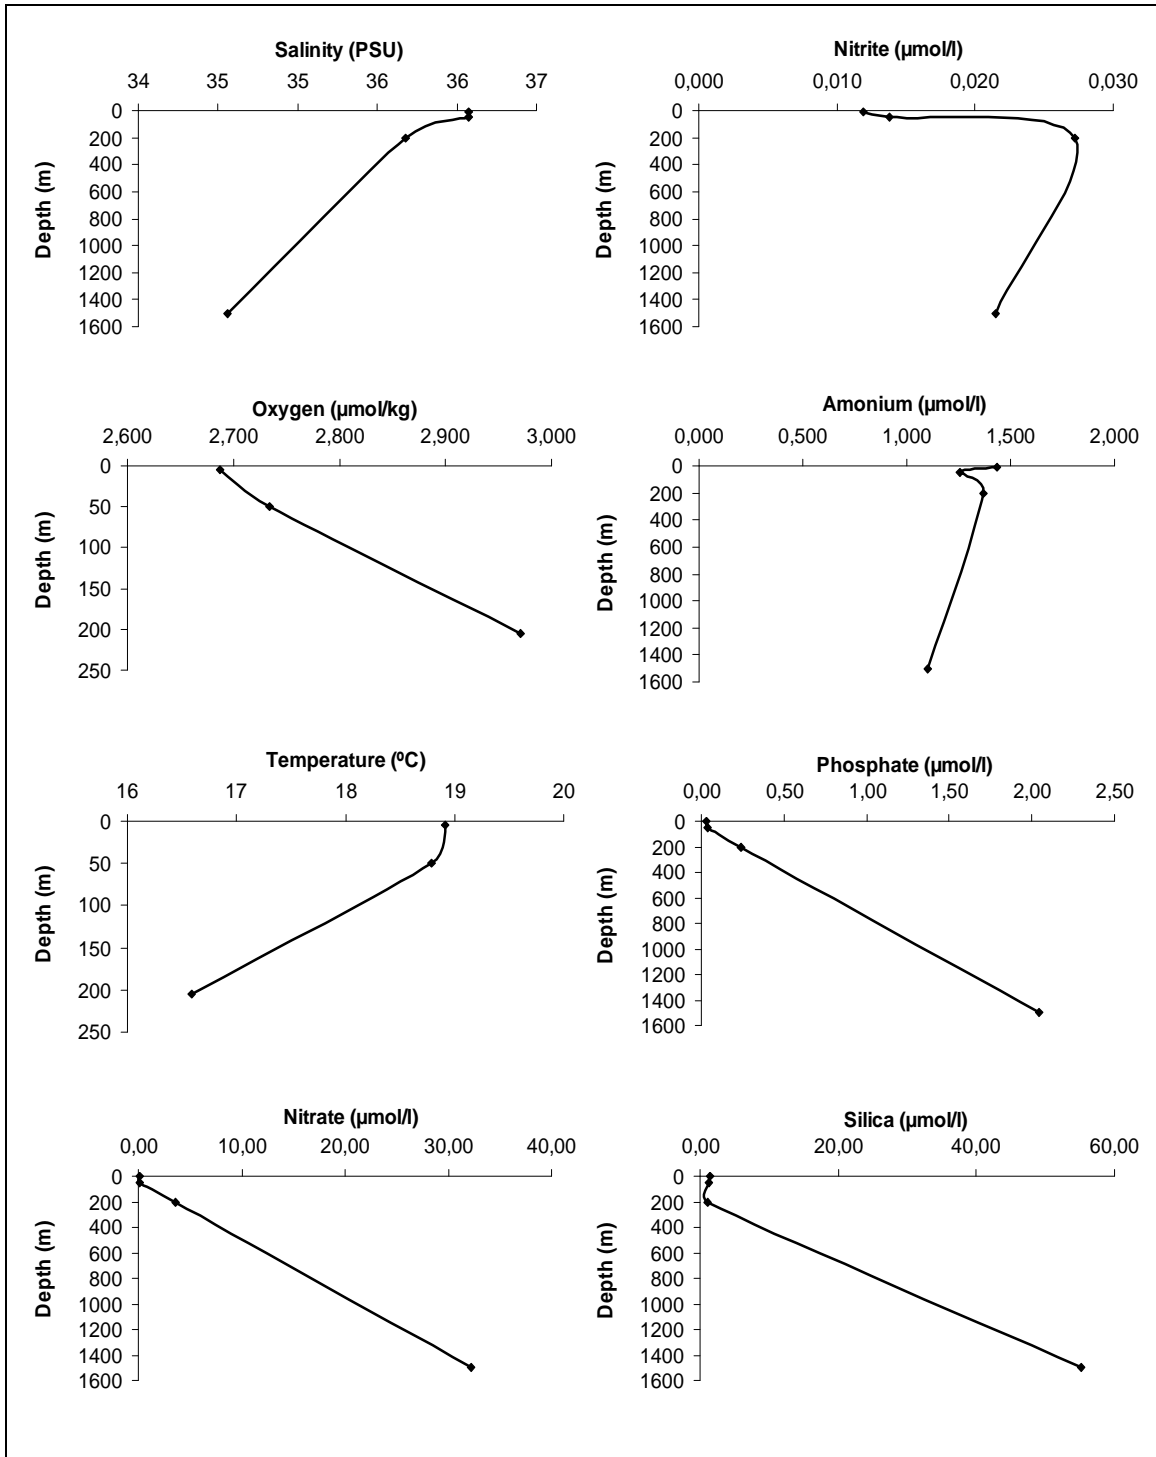 Salinity (PSU)
34 35 35 36 36 37
0
200
400
600
800
1000
1200
1400
1600
Depth (m)
Nitrite (µmol/l)
0,000 0,010 0,020 0,030
0
200
400
600
800
1000
1200
1400
1600
Depth (m)
Oxygen (µmol/kg)
2,600 2,700 2,800 2,900 3,000
0
50
100
150
200
250
Depth (m)
Amonium (µmol/l)
0,000 0,500 1,000 1,500 2,000
0
200
400
600
800
1000
1200
1400
1600
Depth (m)
Temperature (ºC)
16 17 18 19 20
0
50
100
150
200
250
Depth (m)
Phosphate (µmol/l)
0,00 0,50 1,00 1,50 2,00 2,50
0
200
400
600
800
1000
1200
1400
1600
Depth (m)
Nitrate (µmol/l)
0,00 10,00 20,00 30,00 40,00
0
200
400
600
800
1000
1200
1400
1600
Depth (m)
Silica (µmol/l)
0,00 20,00 40,00 60,00
0
200
400
600
800
1000
1200
1400
1600
Depth (m)